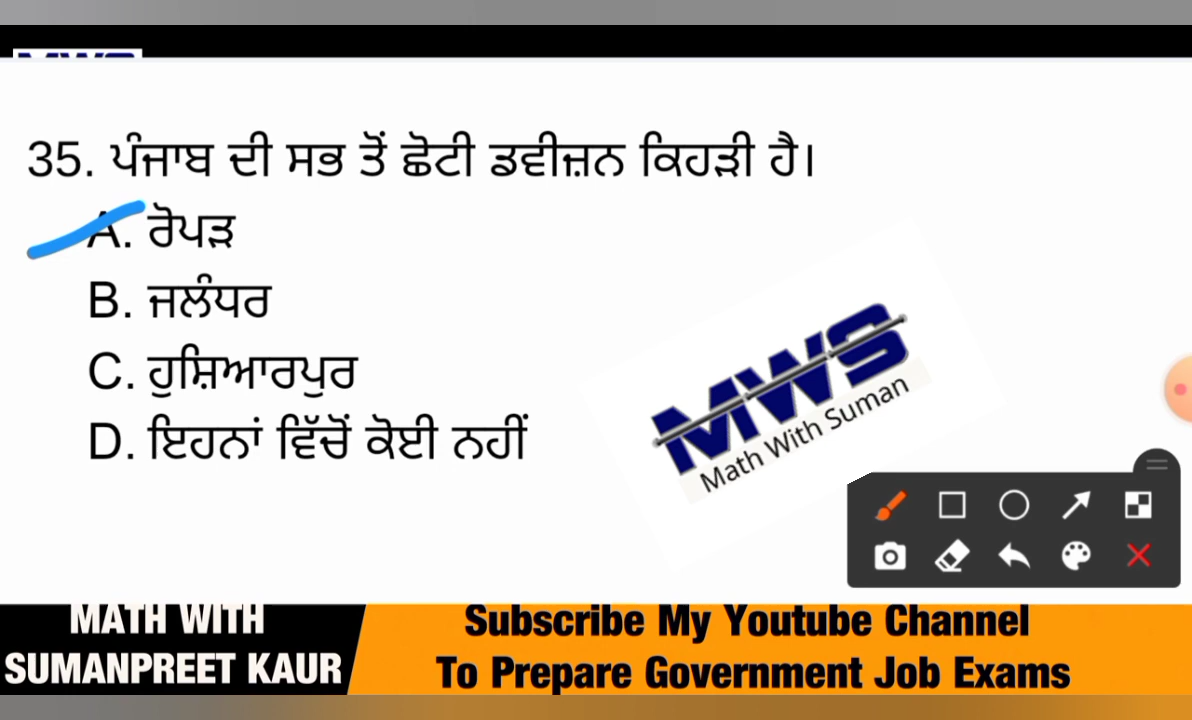 35. ਪੰਜਾਬ ਦੀ ਸਭ ਤੋਂ ਛੋਟੀ ਡਵੀਜ਼ਨ ਕਿਹੜੀ ਹੈ।
A. ਰੋਪੜ
B. ਜਲੰਧਰ
C. ਹੁਸ਼ਿਆਰਪੁਰ
D. ਇਹਨਾਂ ਵਿੱਚੋਂ ਕੋਈ ਨਹੀਂ
MWS
Math With Suman
MATH WITH
SUMANPREET KAUR
Subscribe My Youtube Channel
To Prepare Government Job Exams